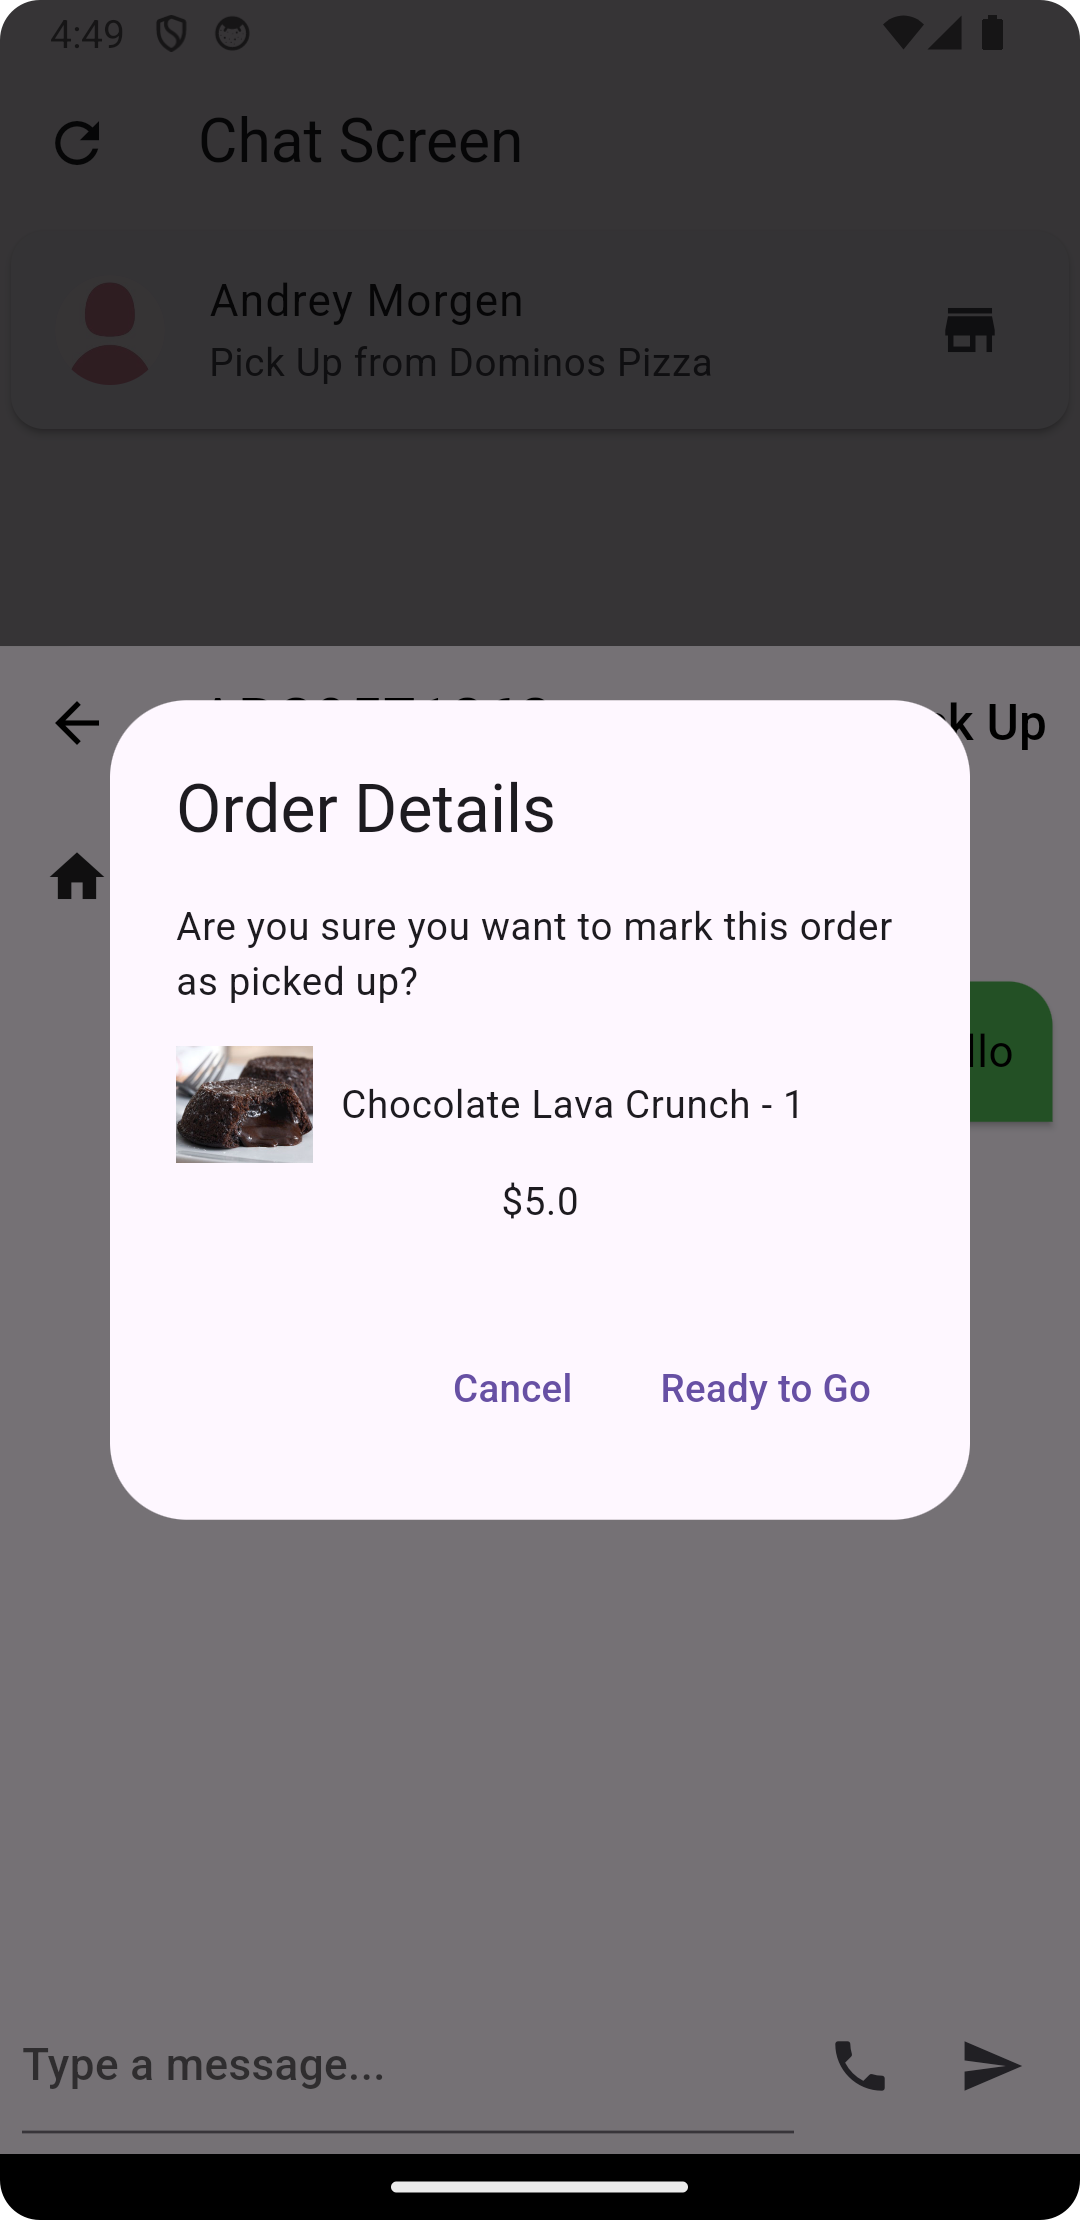 4:49
Chat Screen
Andrey Morgen
Pick Up from Dominos Pizza
k Up
Order Details
Are you sure you want to mark this order
as picked up?
llo
Chocolate Lava Crunch - 1
$5.0
Cancel
Ready to Go
Type a message...